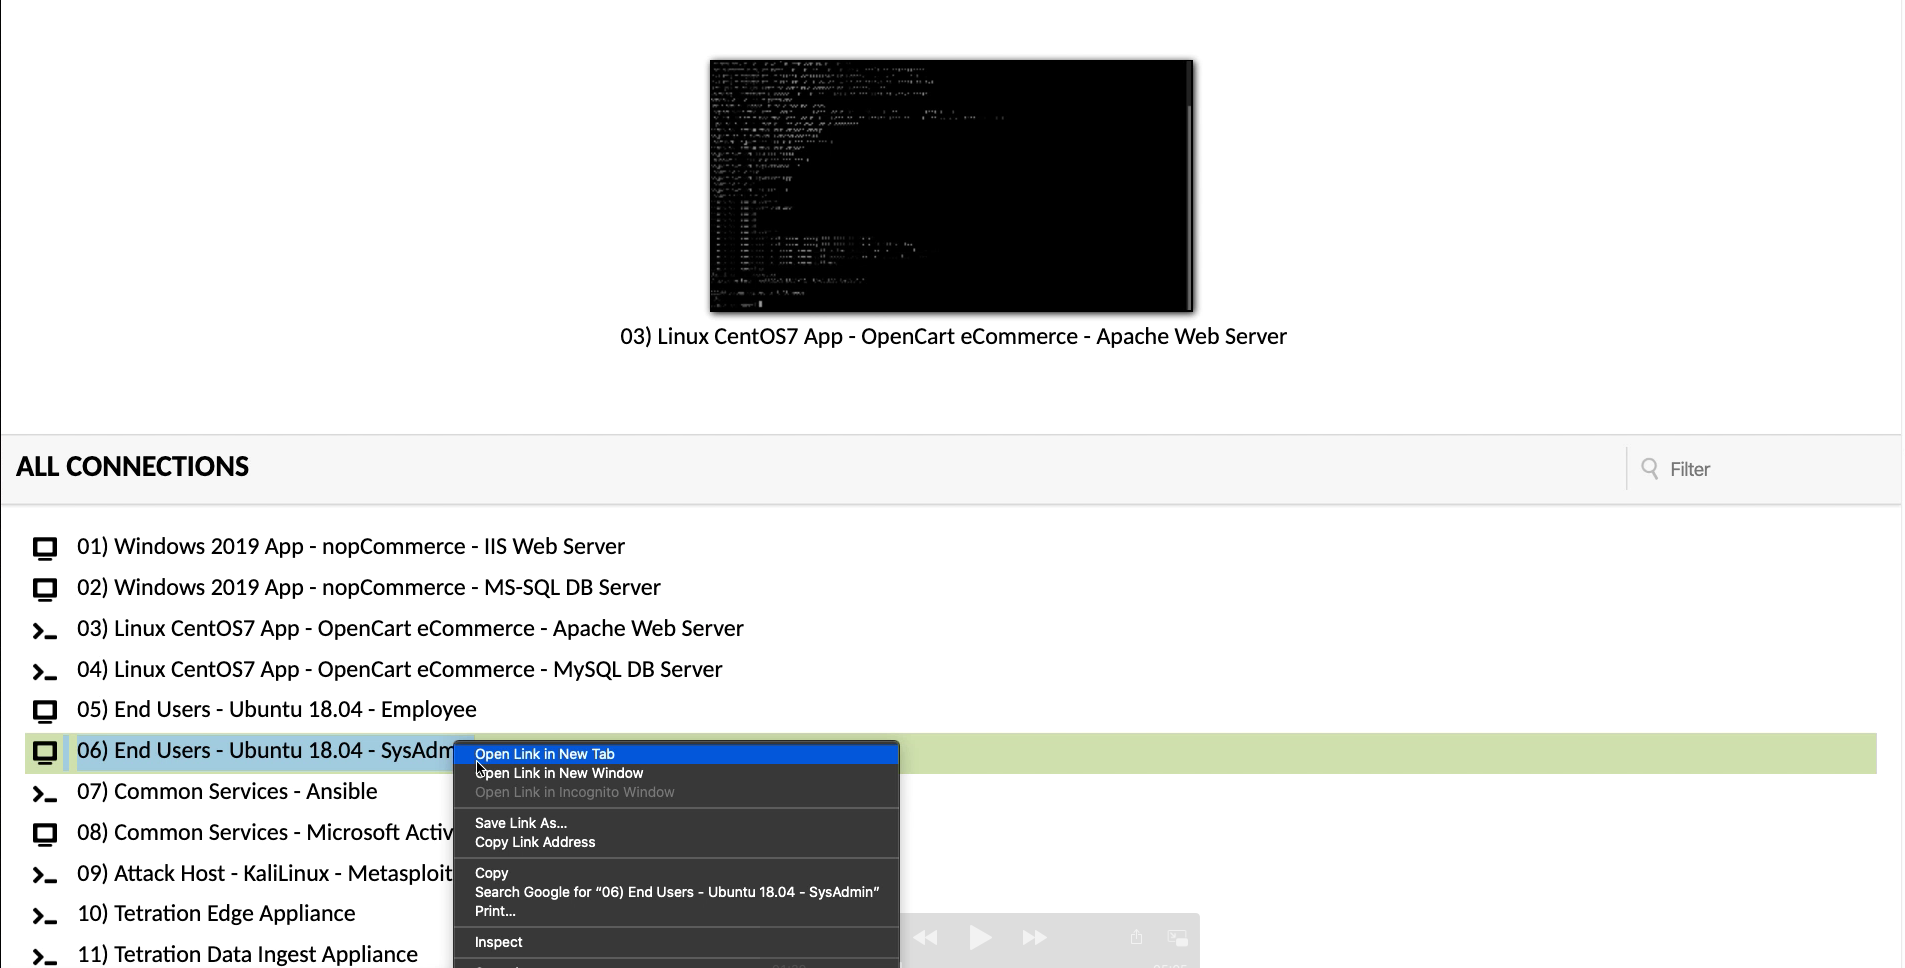 03) Linux CentOS7 App - OpenCart eCommerce - Apache Web Server
ALL CONNECTIONS
Filter
01) Windows 2019 App - nopCommerce - IIS Web Server
02) Windows 2019 App - nopCommerce - MS-SQL DB Server
03) Linux CentOS7 App - OpenCart eCommerce - Apache Web Server
04) Linux CentOS7 App - OpenCart eCommerce - MySQL DB Server
05) End Users - Ubuntu 18.04 - Employee
06) End Users - Ubuntu 18.04 - SysAdm
07) Common Services - Ansible
08) Common Services - Microsoft Activ
09) Attack Host - KaliLinux - Metasploit
10) Tetration Edge Appliance
11) Tetration Data Ingest Appliance
Open Link in New Tab
Open Link in New Window
Open Link in Incognito Window
Save Link As...
Copy Link Address
Copy
Search Google for “06) End Users - Ubuntu 18.04 - SysAdmin”
Print...
Inspect